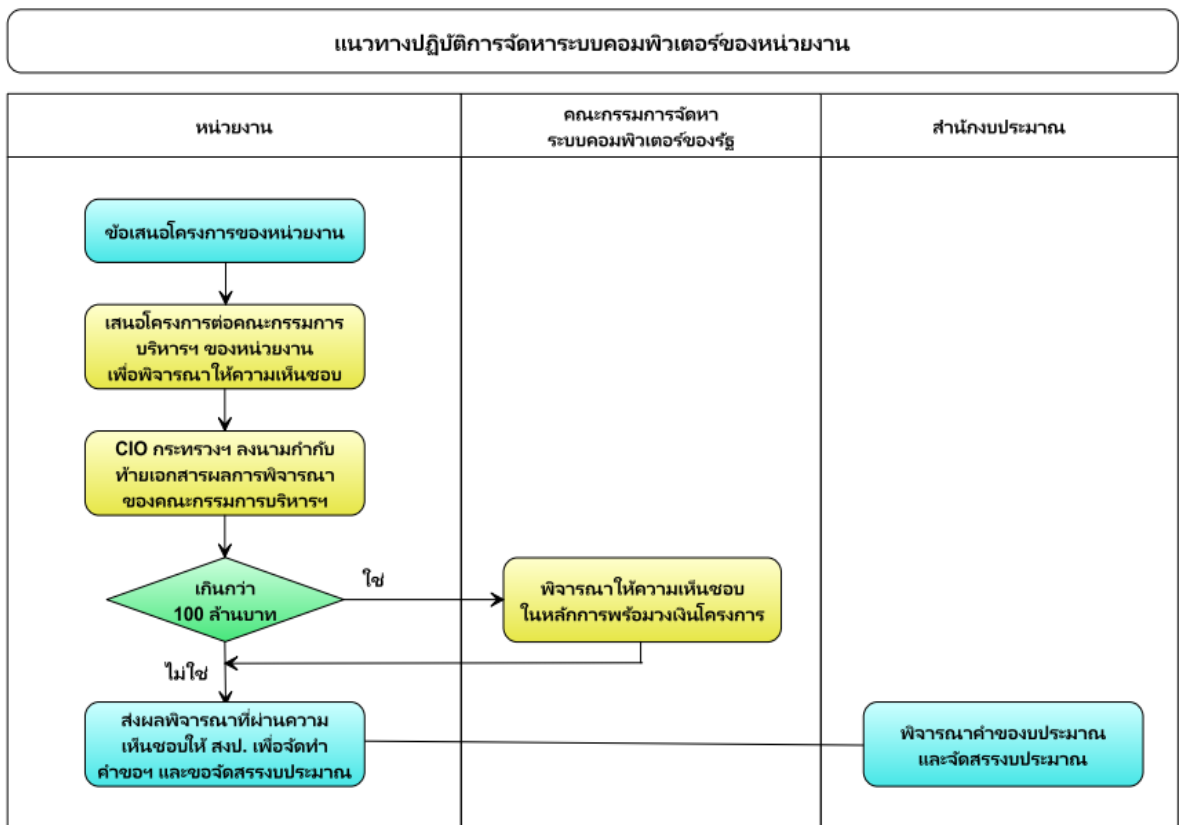 แนวทางปฏิบัติการจัดหาระบบคอมพิวเตอร์ของหน่วยงาน
หน่วยงาน
คณะกรรมการจัดหา
ระบบคอมพิวเตอร์ของรัฐ
สำนักงบประมาณ
ข้อเสนอโครงการของหน่วยงาน
เสนอโครงการต่อคณะกรรมการ
บริหารฯ ของหน่วยงาน
เพื่อพิจารณาให้ความเห็นชอบ
CIO กระทรวงฯ ลงนามกำกับ
ท้ายเอกสารผลการพิจารณา
ของคณะกรรมการบริหารฯ
เกินกว่า
100 ล้านบาท
ใช่
พิจารณาให้ความเห็นชอบ
ในหลักการพร้อมวงเงินโครงการ
ไม่ใช่
ส่งผลพิจารณาที่ผ่านความ
เห็นชอบให้ สงป. เพื่อจัดทำ
คำขอฯ และขอจัดสรรงบประมาณ
พิจารณาคำของบประมาณ
และจัดสรรงบประมาณ